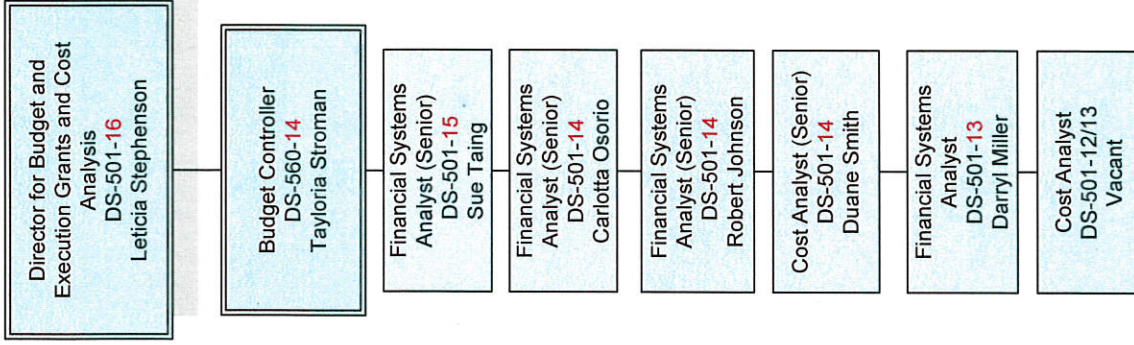 Director for Budget and
Execution Grants and Cost
Analysis
DS-501-16
Leticia Stephenson
Budget Controller
DS-560-14
Tayloria Stroman
Financial Systems
Analyst (Senior)
DS-501-15
Sue Taing
Financial Systems
Analyst (Senior)
DS-501-14
Carlotta Osorio
Financial Systems
Analyst (Senior)
DS-501-14
Robert Johnson
Cost Analyst (Senior)
DS-501-14
Duane Smith
Financial Systems
Analyst
DS-501-13
Darryl Miller
Cost Analyst
DS-501-12/13
Vacant